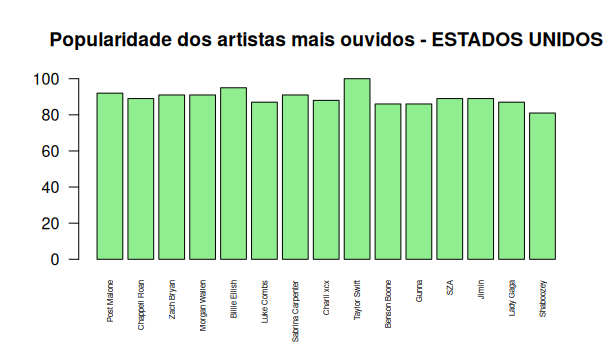 Popularidade dos artistas mais ouvidos - ESTADOS UNIDOS
100
80
60
40
20
0
Post Malone
Chappell Roan
Zach Bryan
Morgan Wallen
Billie Eilish
Luke Combs
Sabrina Carpenter
Charli xcx
Taylor Swift
Benson Boone
Gunna
SZA
Jimin
Lady Gaga
Shaboozey